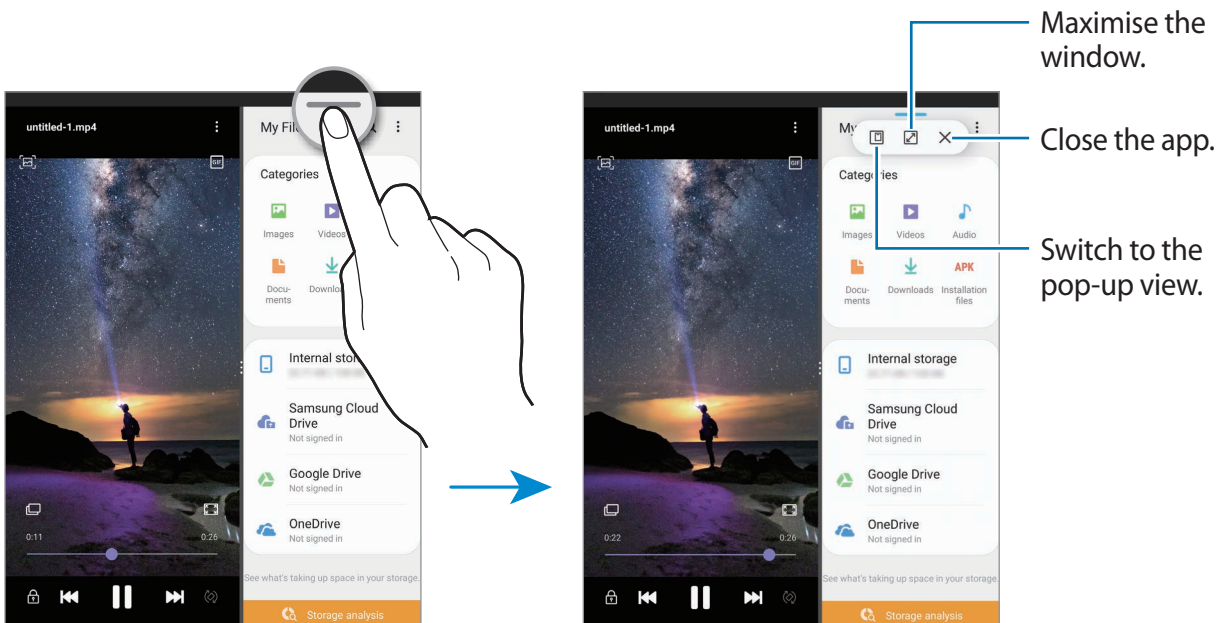 Maximise the
window.
Close the app.
Switch to the
pop-up view.
untitled-1.mp4
GIF
My Fil
Categories
Images
Videos
Docu-
ments
Downloa
Internal stor
Samsung Cloud
Drive
Not signed in
Google Drive
Not signed in
OneDrive
Not signed in
0:11
0:26
See what's taking up space in your storage.
Storage analysis
untitled-1.mp4
GIF
My
Categories
Images
Videos
Audio
APK
Docu-
ments
Downloads
Installation
files
Internal storage
Samsung Cloud
Drive
Not signed in
Google Drive
Not signed in
OneDrive
Not signed in
0:22
0:26
See what's taking up space in your storage.
Storage analysis